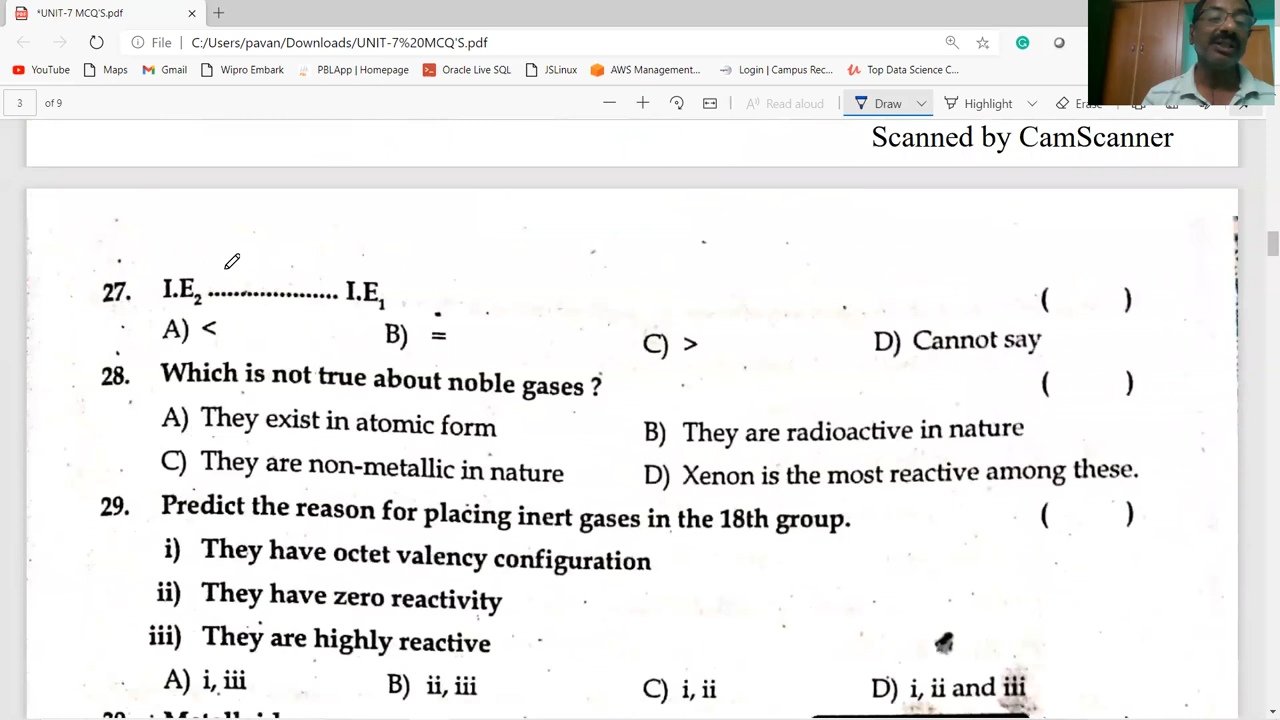 *UNIT-7 MCQ'S.pdf
File C:/Users/pavan/Downloads/UNIT-7%20MCQ'S.pdf
YouTube Maps Gmail Wipro Embark PBLApp | Homepage Oracle Live SQL JSLinux AWS Management... Login | Campus Rec... Top Data Science C...
3 of 9 Read aloud Draw Highlight Erase
Scanned by CamScanner
27. I.E₂ ..................... I.E₁ ( )
A) < B) = C) > D) Cannot say
28. Which is not true about noble gases ? ( )
A) They exist in atomic form B) They are radioactive in nature
C) They are non-metallic in nature D) Xenon is the most reactive among these.
29. Predict the reason for placing inert gases in the 18th group. ( )
i) They have octet valency configuration
ii) They have zero reactivity
iii) They are highly reactive
A) i, iii B) ii, iii C) i, ii D) i, ii and iii